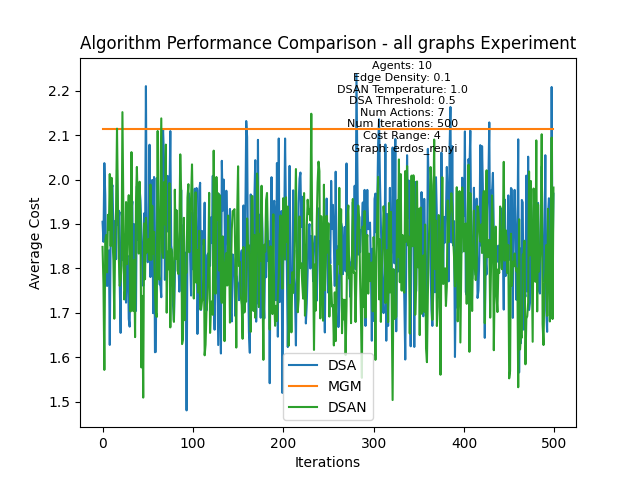 Algorithm Performance Comparison - all graphs Experiment
Agents: 10
Edge Density: 0.1
DSAN Temperature: 1.0
DSA Threshold: 0.5
Num Actions: 7
Num Iterations: 500
Cost Range: 4
Graph: erdos_renyi
Average Cost
2.2
2.1
2.0
1.9
1.8
1.7
1.6
1.5
DSA
MGM
DSAN
0 100 200 300 400 500
Iterations